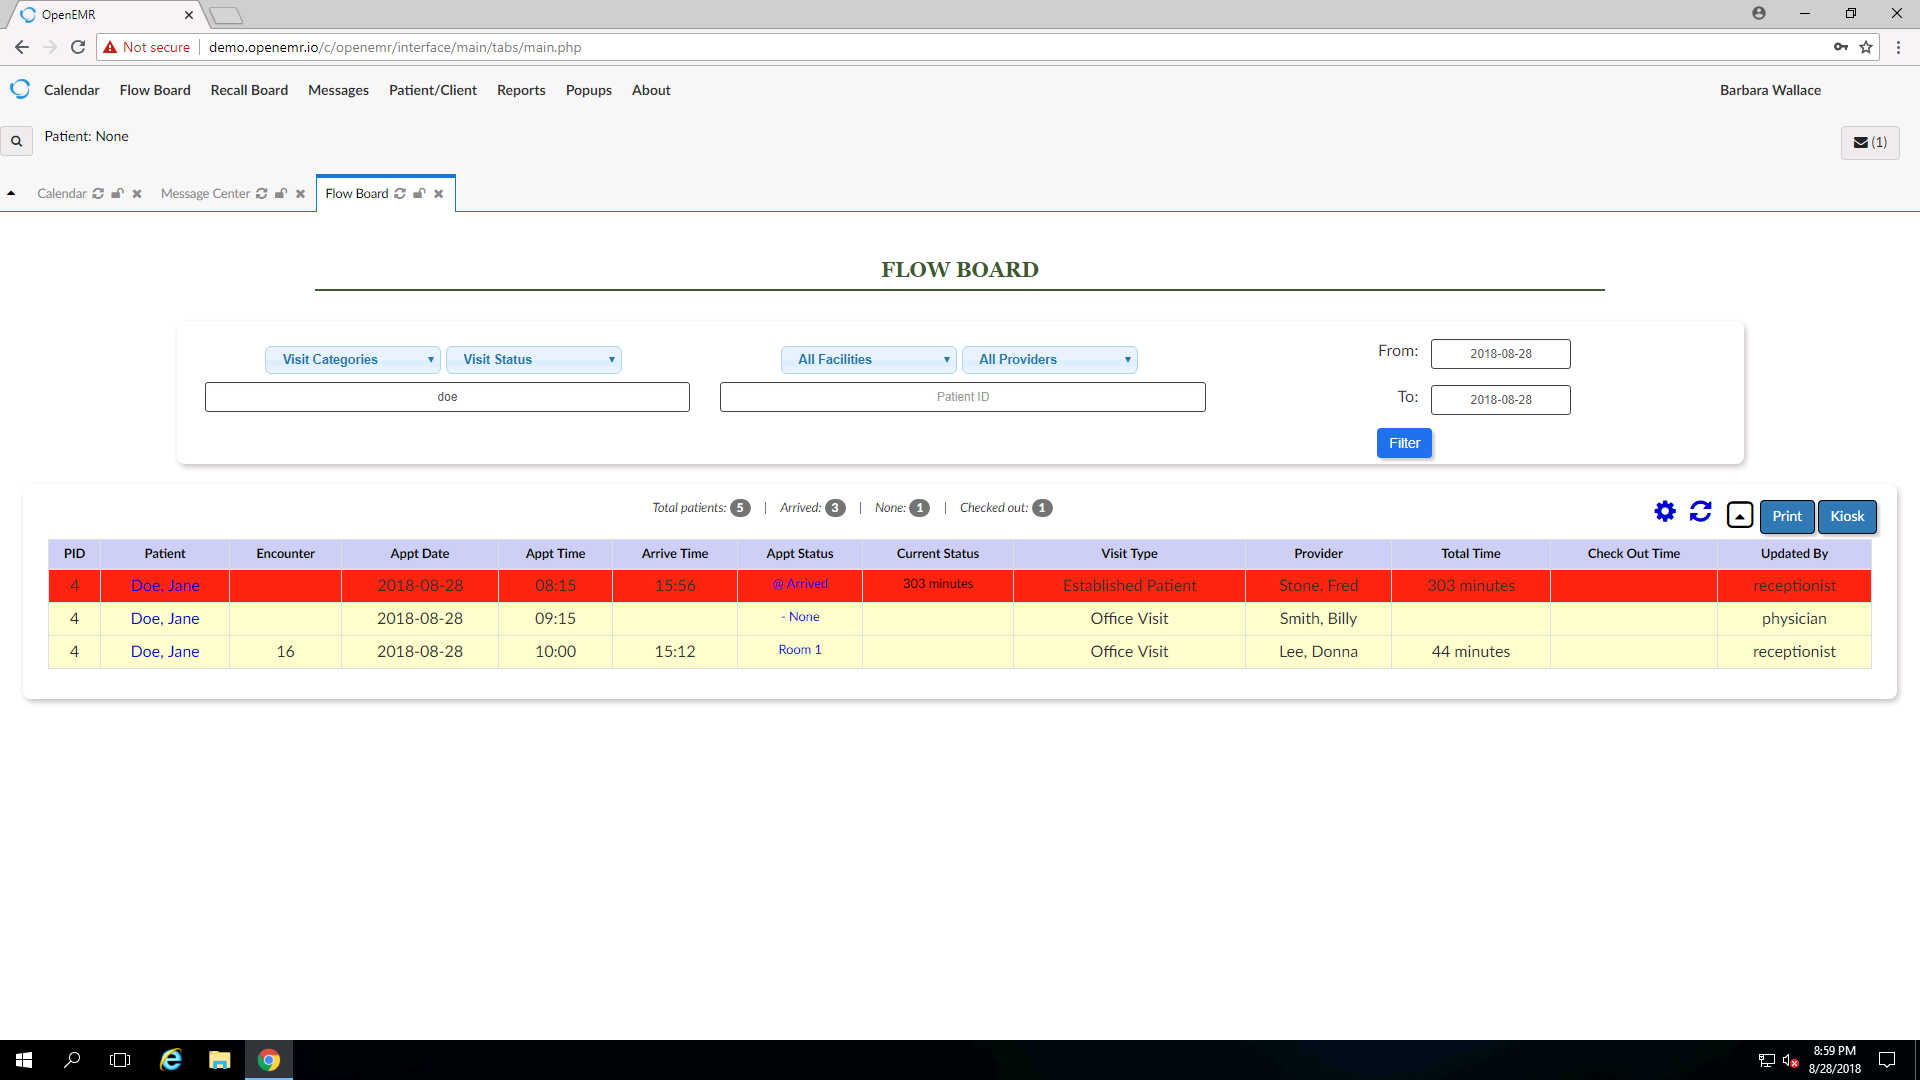 OpenEMR
Not secure
demo.openemr.io/c/openemr/interface/main/tabs/main.php
Calendar Flow Board Recall Board Messages Patient/Client Reports Popups About Barbara Wallace
Patient: None
(1)
Calendar Message Center Flow Board
FLOW BOARD
Visit Categories Visit Status All Facilities All Providers From: 2018-08-28
doe Patient ID To: 2018-08-28
Filter
Total patients: 5 | Arrived: 3 | None: 1 | Checked out: 1
Print Kiosk
PID Patient Encounter Appt Date Appt Time Arrive Time Appt Status Current Status Visit Type Provider Total Time Check Out Time Updated By
4 Doe, Jane 2018-08-28 08:15 15:56 @ Arrived 303 minutes Established Patient Stone, Fred 303 minutes receptionist
4 Doe, Jane 2018-08-28 09:15 - None Office Visit Smith, Billy physician
4 Doe, Jane 16 2018-08-28 10:00 15:12 Room 1 Office Visit Lee, Donna 44 minutes receptionist
8:59 PM
8/28/2018